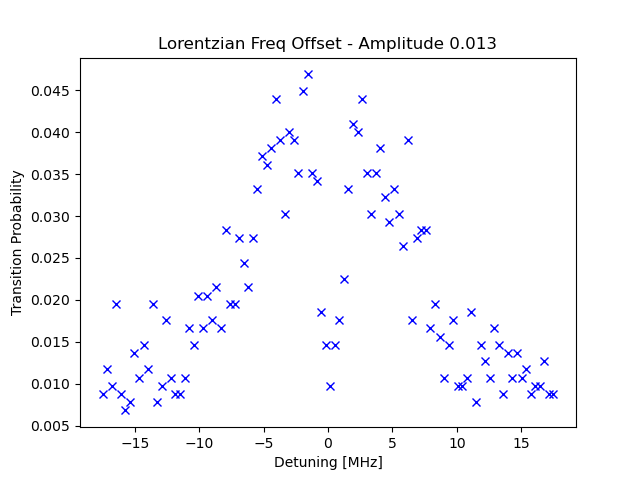 Lorentzian Freq Offset - Amplitude 0.013
0.045
0.040
0.035
0.030
0.025
0.020
0.015
0.010
0.005
Transition Probability
−15 −10 −5 0 5 10 15
Detuning [MHz]